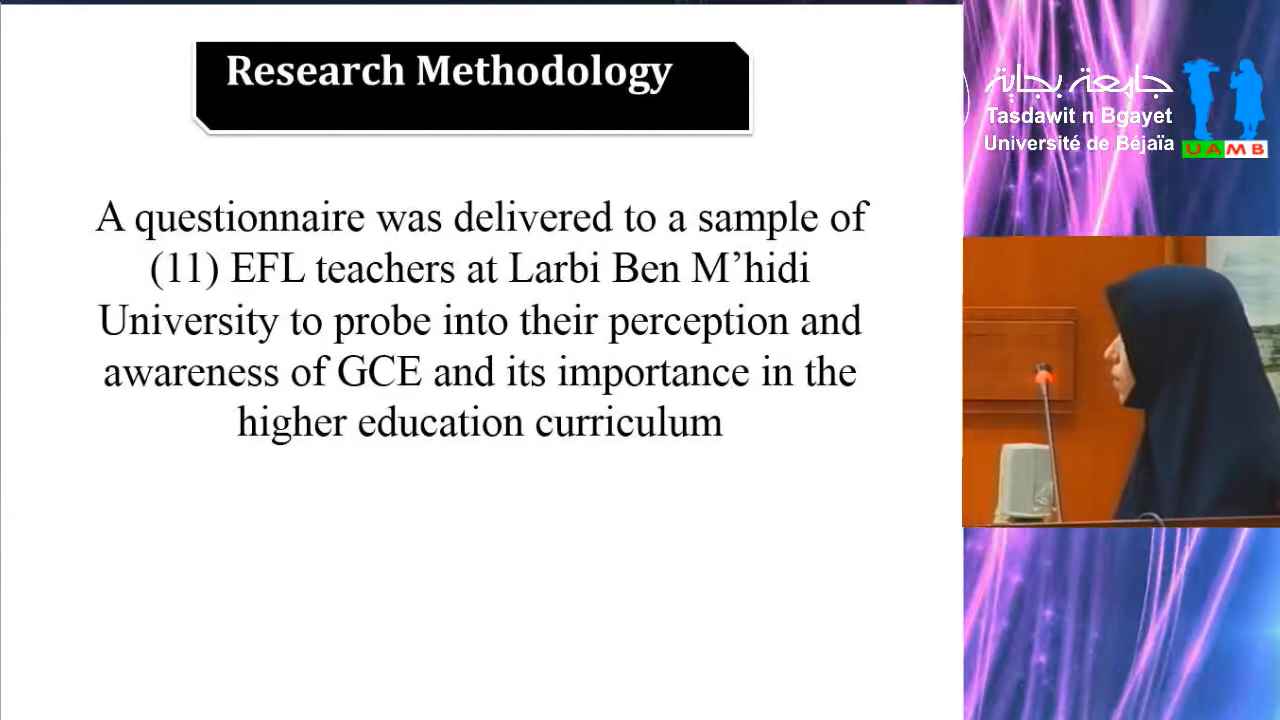 Research Methodology
A questionnaire was delivered to a sample of
(11) EFL teachers at Larbi Ben M’hidi
University to probe into their perception and
awareness of GCE and its importance in the
higher education curriculum
جامعة بجاية
Tasdawit n Bgayet
Université de Béjaïa
UAMB